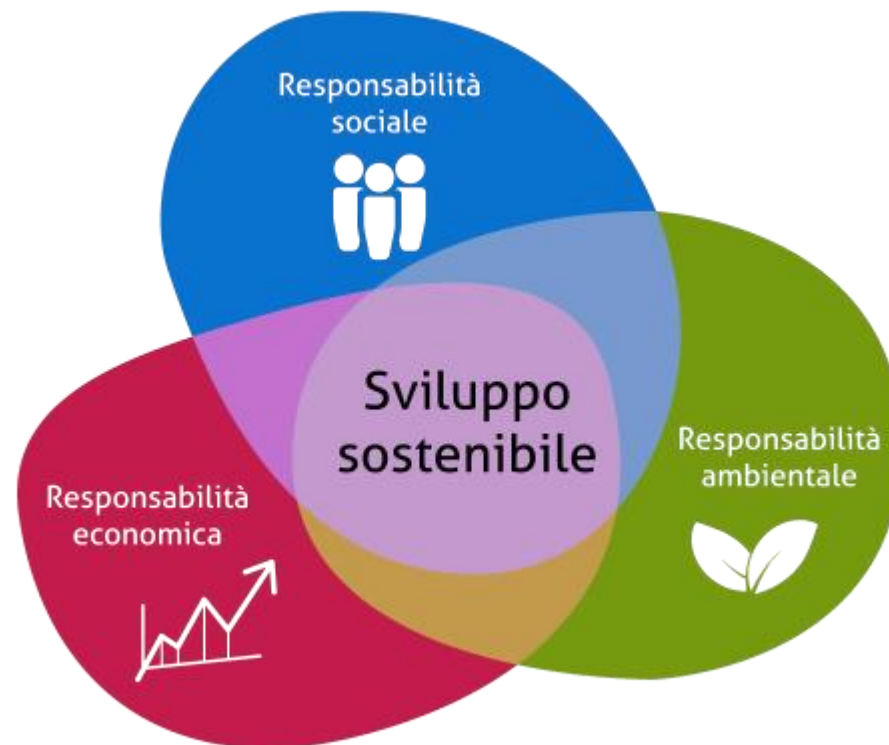 Responsabilità
sociale
Sviluppo
sostenibile
Responsabilità
ambientale
Responsabilità
economica